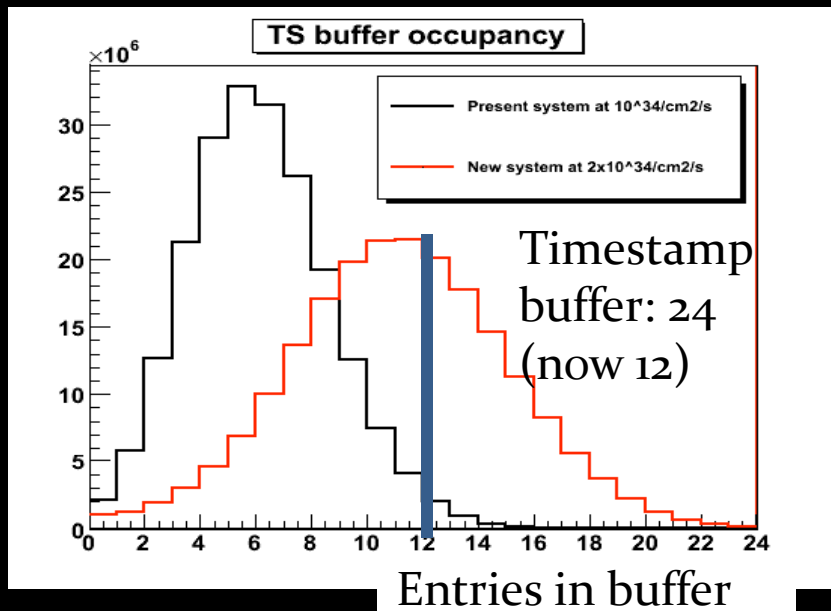 TS buffer occupancy
×10^6
Present system at 10^34/cm2/s
New system at 2x10^34/cm2/s
30
25
20
15
10
5
0
Timestamp
buffer: 24
(now 12)
0 2 4 6 8 10 12 14 16 18 20 22 24
Entries in buffer